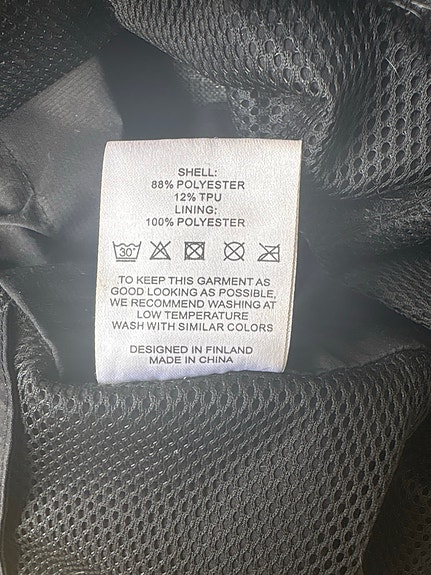 SHELL:
88% POLYESTER
12% TPU
LINING:
100% POLYESTER
30°
TO KEEP THIS GARMENT AS
GOOD LOOKING AS POSSIBLE,
WE RECOMMEND WASHING AT
LOW TEMPERATURE
WASH WITH SIMILAR COLORS
DESIGNED IN FINLAND
MADE IN CHINA